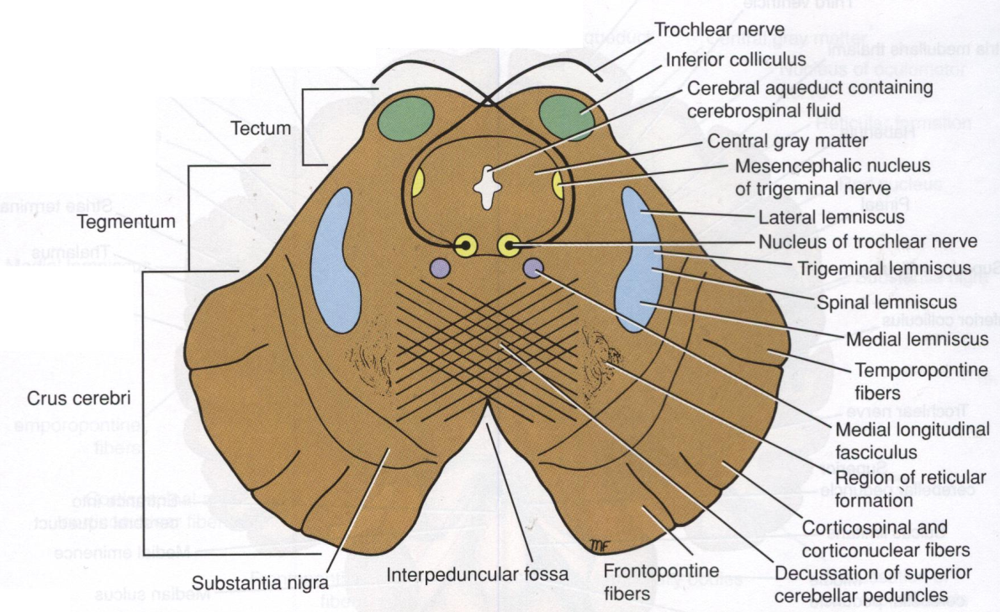 Trochlear nerve
Inferior colliculus
Cerebral aqueduct containing
cerebrospinal fluid
Central gray matter
Mesencephalic nucleus
of trigeminal nerve
Lateral lemniscus
Nucleus of trochlear nerve
Trigeminal lemniscus
Spinal lemniscus
Medial lemniscus
Temporopontine
fibers
Medial longitudinal
fasciculus
Region of reticular
formation
Corticospinal and
corticonuclear fibers
Decussation of superior
cerebellar peduncles
Frontopontine
fibers
Interpeduncular fossa
Substantia nigra
Crus cerebri
Tegmentum
Tectum